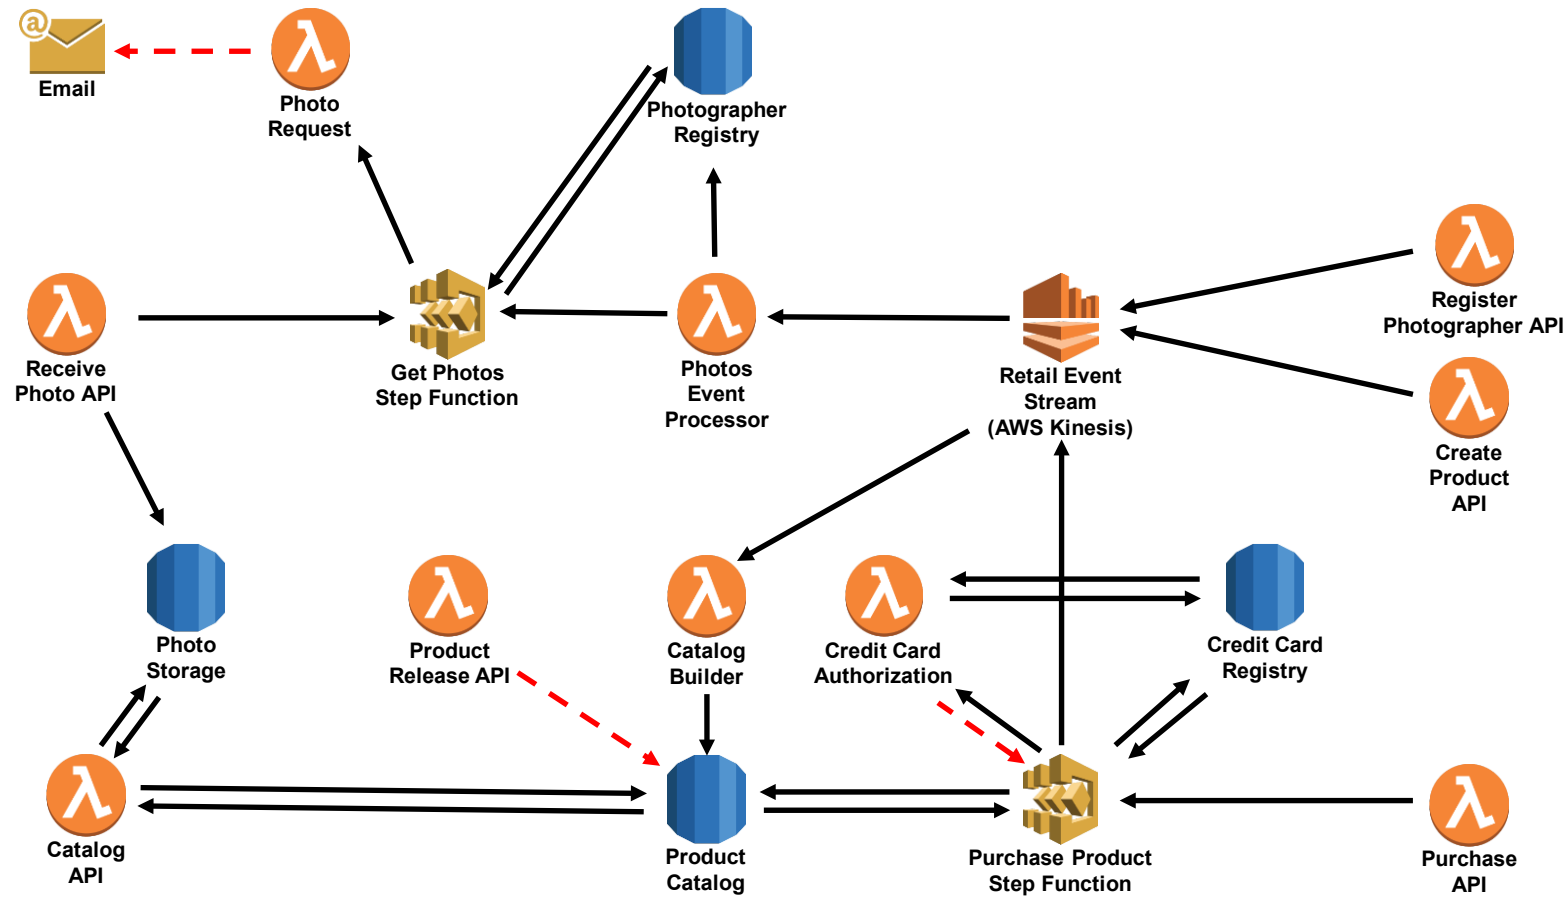 @
Email
Photo
Request
Photographer
Registry
Register
Photographer API
Receive
Photo API
Get Photos
Step Function
Photos
Event
Processor
Retail Event
Stream
(AWS Kinesis)
Create
Product
API
Photo
Storage
Product
Release API
Catalog
Builder
Credit Card
Authorization
Credit Card
Registry
Catalog
API
Product
Catalog
Purchase Product
Step Function
Purchase
API